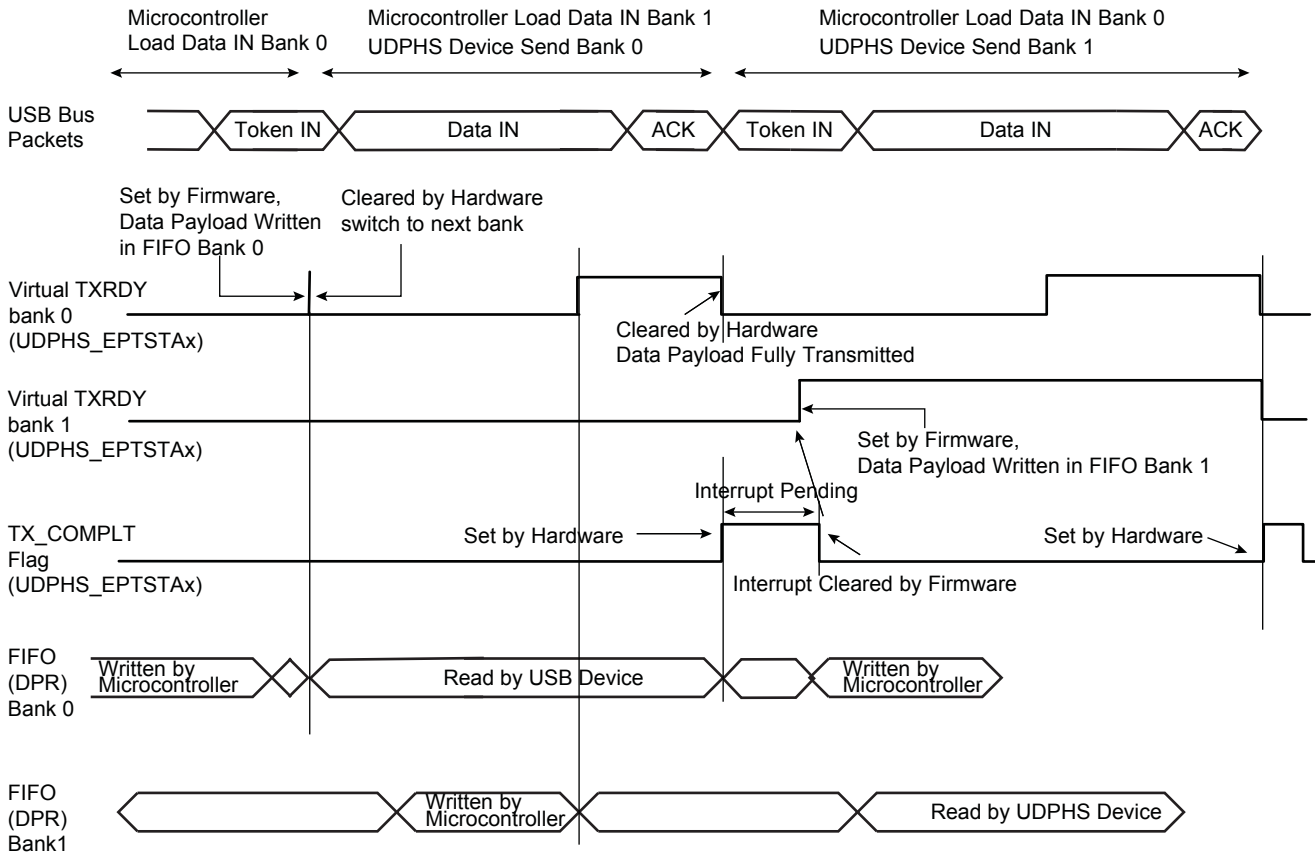 Microcontroller
Load Data IN Bank 0
Microcontroller Load Data IN Bank 1
UDPHS Device Send Bank 0
Microcontroller Load Data IN Bank 0
UDPHS Device Send Bank 1
USB Bus
Packets
Token IN
Data IN
ACK
Token IN
Data IN
ACK
Set by Firmware,
Data Payload Written
in FIFO Bank 0
Cleared by Hardware
switch to next bank
Virtual TXRDY
bank 0
(UDPHS_EPTSTAx)
Cleared by Hardware
Data Payload Fully Transmitted
Virtual TXRDY
bank 1
(UDPHS_EPTSTAx)
Set by Firmware,
Data Payload Written in FIFO Bank 1
Interrupt Pending
TX_COMPLT
Flag
(UDPHS_EPTSTAx)
Set by Hardware
Set by Hardware
Interrupt Cleared by Firmware
FIFO
(DPR)
Bank 0
Written by
Microcontroller
Read by USB Device
Written by
Microcontroller
FIFO
(DPR)
Bank1
Written by
Microcontroller
Read by UDPHS Device